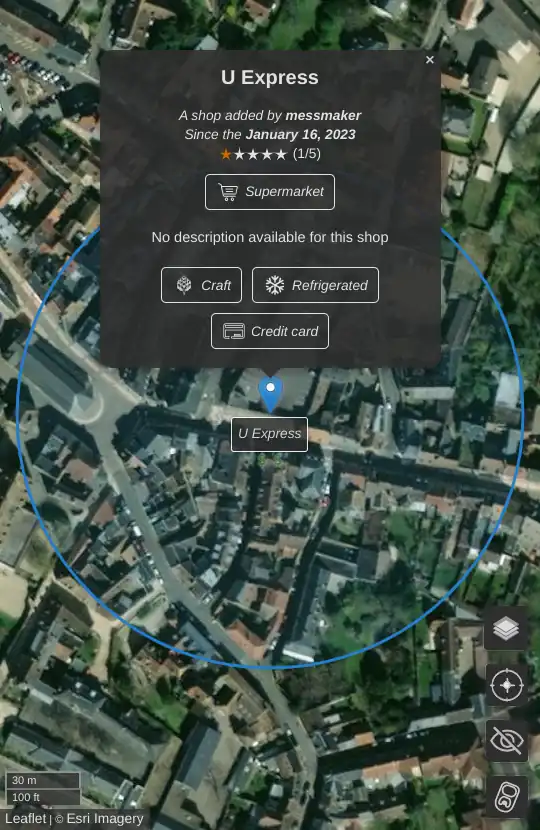 ×
U Express
A shop added by messmaker
Since the January 16, 2023
(1/5)
Supermarket
No description available for this shop
Craft
Refrigerated
Credit card
U Express
30 m
100 ft
Leaflet | © Esri Imagery